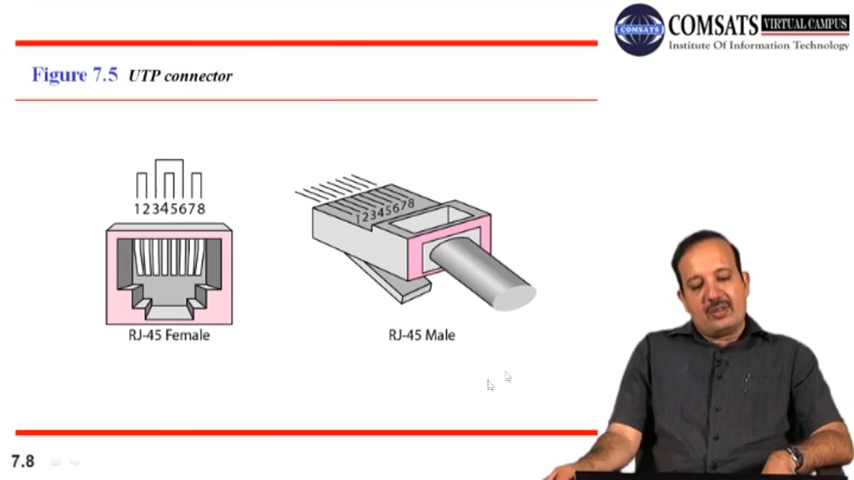 COMSATS VIRTUAL CAMPUS
COMSATS
Institute Of Information Technology
Figure 7.5 UTP connector
12345678
12345678
RJ-45 Female
RJ-45 Male
7.8